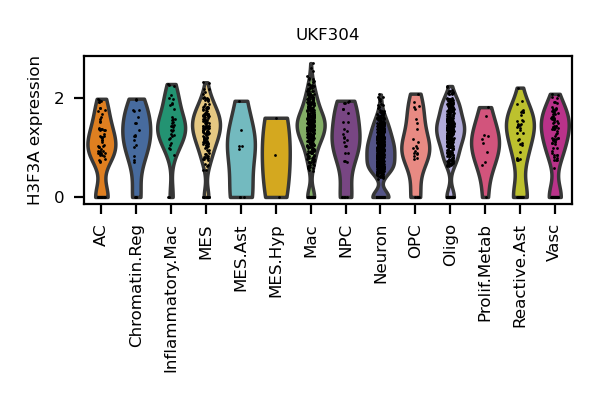 UKF304
H3F3A expression
2
0
AC
Chromatin.Reg
Inflammatory.Mac
MES
MES.Ast
MES.Hyp
Mac
NPC
Neuron
OPC
Oligo
Prolif.Metab
Reactive.Ast
Vasc